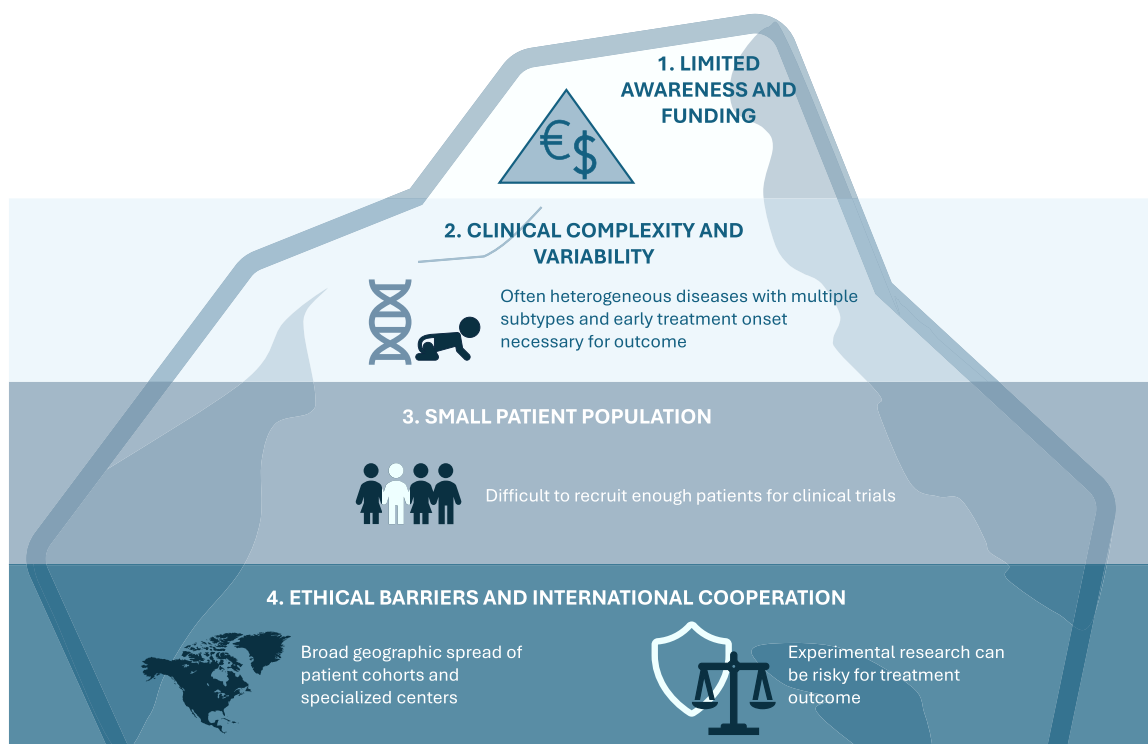 1. LIMITED
AWARENESS AND
FUNDING
€$
2. CLINICAL COMPLEXITY AND
VARIABILITY
Often heterogeneous diseases with multiple
subtypes and early treatment onset
necessary for outcome
3. SMALL PATIENT POPULATION
Difficult to recruit enough patients for clinical trials
4. ETHICAL BARRIERS AND INTERNATIONAL COOPERATION
Broad geographic spread of
patient cohorts and
specialized centers
Experimental research can
be risky for treatment
outcome